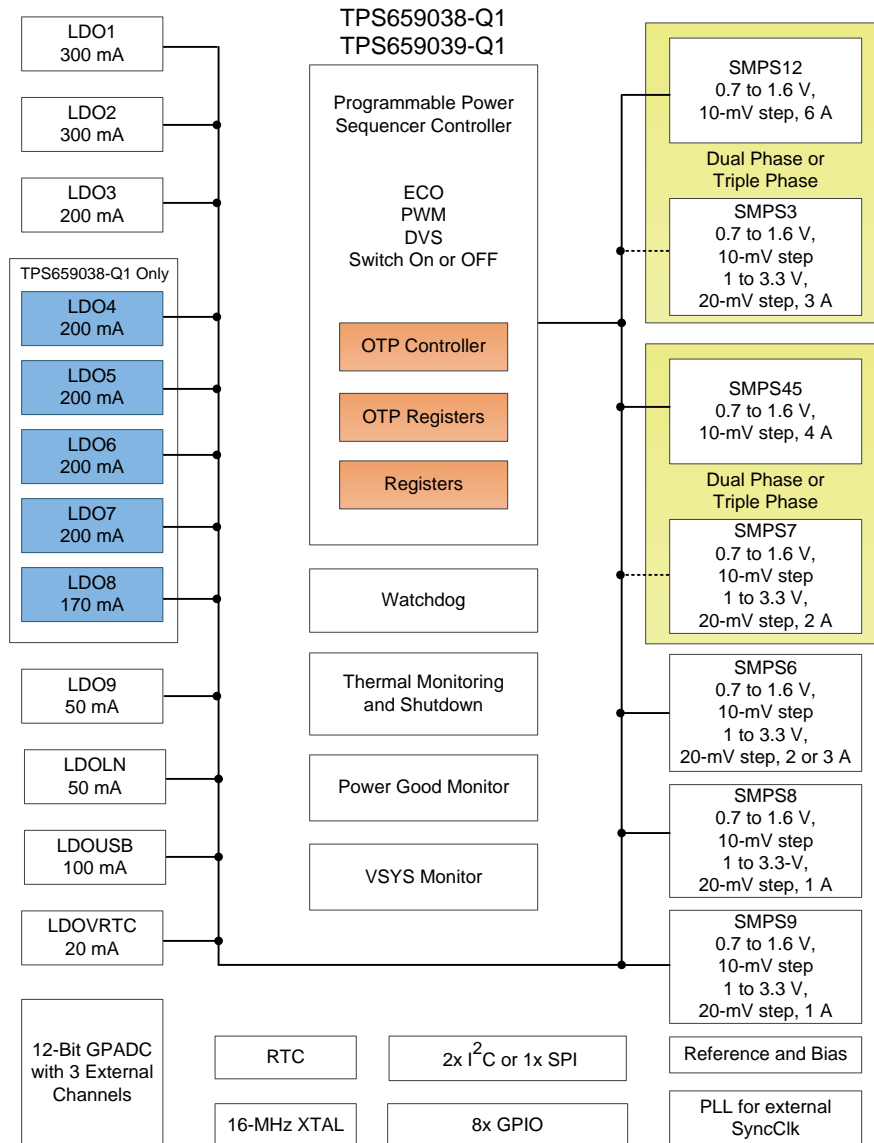 TPS659038-Q1
TPS659039-Q1
LDO1
300 mA
LDO2
300 mA
LDO3
200 mA
TPS659038-Q1 Only
LDO4
200 mA
LDO5
200 mA
LDO6
200 mA
LDO7
200 mA
LDO8
170 mA
LDO9
50 mA
LDOLN
50 mA
LDOUSB
100 mA
LDOVRTC
20 mA
12-Bit GPADC
with 3 External
Channels
Programmable Power
Sequencer Controller
ECO
PWM
DVS
Switch On or OFF
OTP Controller
OTP Registers
Registers
Watchdog
Thermal Monitoring
and Shutdown
Power Good Monitor
VSYS Monitor
RTC
2x I²C or 1x SPI
16-MHz XTAL
8x GPIO
SMPS12
0.7 to 1.6 V,
10-mV step, 6 A
Dual Phase or
Triple Phase
SMPS3
0.7 to 1.6 V,
10-mV step
1 to 3.3 V,
20-mV step, 3 A
SMPS45
0.7 to 1.6 V,
10-mV step, 4 A
Dual Phase or
Triple Phase
SMPS7
0.7 to 1.6 V,
10-mV step
1 to 3.3 V,
20-mV step, 2 A
SMPS6
0.7 to 1.6 V,
10-mV step
1 to 3.3 V,
20-mV step, 2 or 3 A
SMPS8
0.7 to 1.6 V,
10-mV step
1 to 3.3-V,
20-mV step, 1 A
SMPS9
0.7 to 1.6 V,
10-mV step
1 to 3.3 V,
20-mV step, 1 A
Reference and Bias
PLL for external
SyncClk